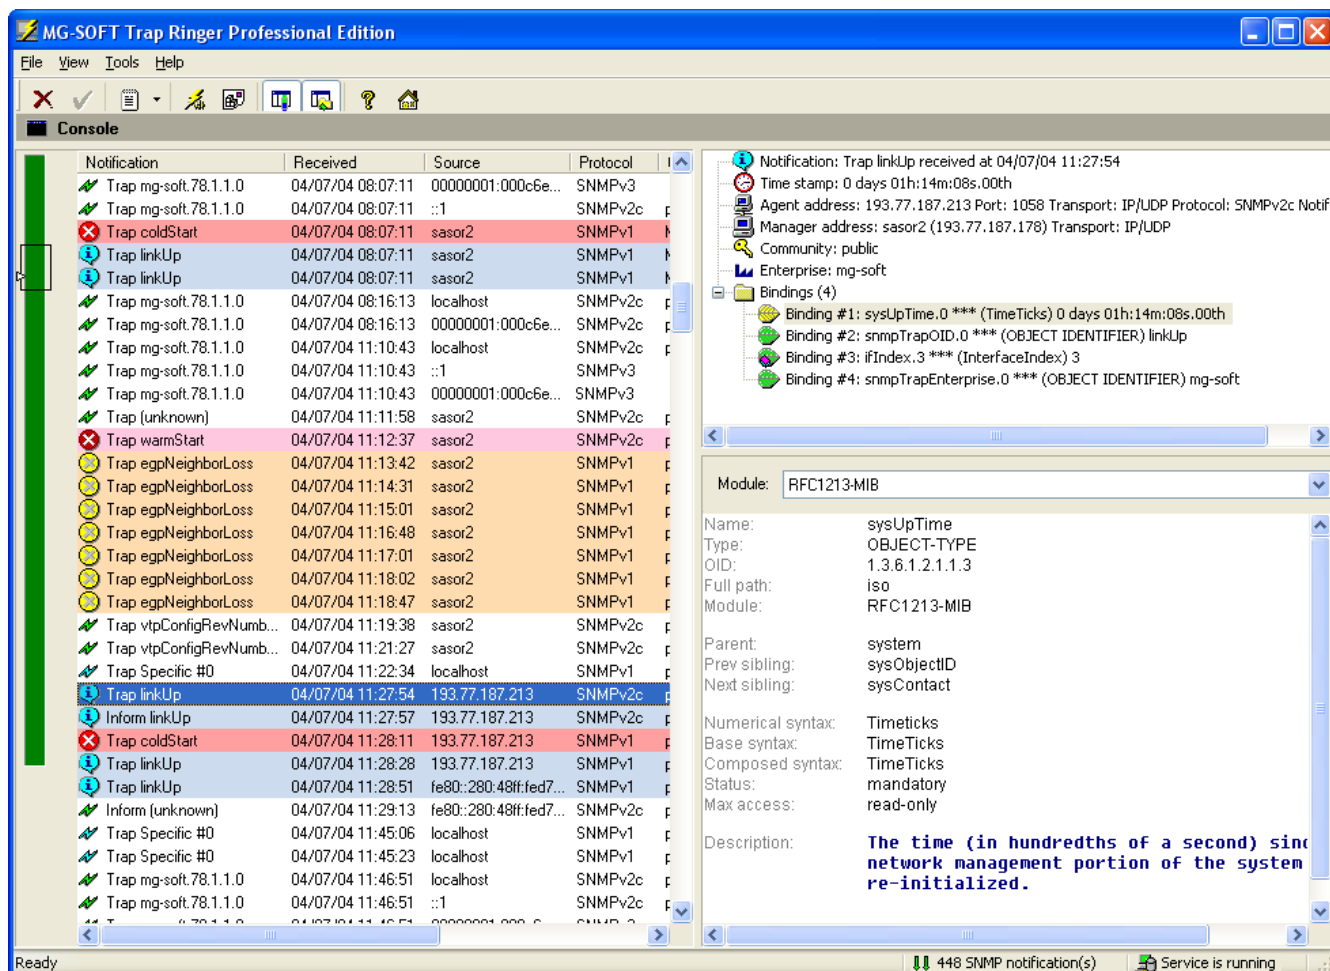 MG-SOFT Trap Ringer Professional Edition
File View Tools Help
Console
Notification Received Source Protocol
Trap mg-soft.78.1.1.0 04/07/04 08:07:11 00000001:000c6e... SNMPv3
Trap mg-soft.78.1.1.0 04/07/04 08:07:11 ::1 SNMPv2c
Trap coldStart 04/07/04 08:07:11 sasor2 SNMPv1
Trap linkUp 04/07/04 08:07:11 sasor2 SNMPv1
Trap linkUp 04/07/04 08:07:11 sasor2 SNMPv1
Trap mg-soft.78.1.1.0 04/07/04 08:16:13 localhost SNMPv2c
Trap mg-soft.78.1.1.0 04/07/04 08:16:13 00000001:000c6e... SNMPv2c
Trap mg-soft.78.1.1.0 04/07/04 11:10:43 localhost SNMPv2c
Trap mg-soft.78.1.1.0 04/07/04 11:10:43 ::1 SNMPv3
Trap mg-soft.78.1.1.0 04/07/04 11:10:43 00000001:000c6e... SNMPv3
Trap (unknown) 04/07/04 11:11:58 sasor2 SNMPv2c
Trap warmStart 04/07/04 11:12:37 sasor2 SNMPv2c
Trap egpNeighborLoss 04/07/04 11:13:42 sasor2 SNMPv1
Trap egpNeighborLoss 04/07/04 11:14:31 sasor2 SNMPv1
Trap egpNeighborLoss 04/07/04 11:15:01 sasor2 SNMPv1
Trap egpNeighborLoss 04/07/04 11:16:48 sasor2 SNMPv1
Trap egpNeighborLoss 04/07/04 11:17:01 sasor2 SNMPv1
Trap egpNeighborLoss 04/07/04 11:18:02 sasor2 SNMPv1
Trap egpNeighborLoss 04/07/04 11:18:47 sasor2 SNMPv1
Trap vtpConfigRevNumb... 04/07/04 11:19:38 sasor2 SNMPv2c
Trap vtpConfigRevNumb... 04/07/04 11:21:27 sasor2 SNMPv2c
Trap Specific #0 04/07/04 11:22:34 localhost SNMPv1
Trap linkUp 04/07/04 11:27:54 193.77.187.213 SNMPv2c
Inform linkUp 04/07/04 11:27:57 193.77.187.213 SNMPv2c
Trap coldStart 04/07/04 11:28:11 193.77.187.213 SNMPv1
Trap linkUp 04/07/04 11:28:28 193.77.187.213 SNMPv1
Trap linkUp 04/07/04 11:28:51 fe80::280:48ff:fed7... SNMPv1
Inform (unknown) 04/07/04 11:29:13 fe80::280:48ff:fed7... SNMPv2c
Trap Specific #0 04/07/04 11:45:06 localhost SNMPv1
Trap Specific #0 04/07/04 11:45:23 localhost SNMPv1
Trap mg-soft.78.1.1.0 04/07/04 11:46:51 localhost SNMPv2c
Trap mg-soft.78.1.1.0 04/07/04 11:46:51 ::1 SNMPv2c
Notification: Trap linkUp received at 04/07/04 11:27:54
Time stamp: 0 days 01h:14m:08s.00th
Agent address: 193.77.187.213 Port: 1058 Transport: IP/UDP Protocol: SNMPv2c Notif
Manager address: sasor2 (193.77.187.178) Transport: IP/UDP
Community: public
Enterprise: mg-soft
Bindings (4)
Binding #1: sysUpTime.0 *** (TimeTicks) 0 days 01h:14m:08s.00th
Binding #2: snmpTrapOID.0 *** (OBJECT IDENTIFIER) linkUp
Binding #3: ifIndex.3 *** (InterfaceIndex) 3
Binding #4: snmpTrapEnterprise.0 *** (OBJECT IDENTIFIER) mg-soft
Module: RFC1213-MIB
Name: sysUpTime
Type: OBJECT-TYPE
OID: 1.3.6.1.2.1.1.3
Full path: iso
Module: RFC1213-MIB
Parent: system
Prev sibling: sysObjectID
Next sibling: sysContact
Numerical syntax: Timeticks
Base syntax: TimeTicks
Composed syntax: TimeTicks
Status: mandatory
Max access: read-only
Description: The time (in hundredths of a second) sinc
network management portion of the system
re-initialized.
Ready 448 SNMP notification(s) Service is running